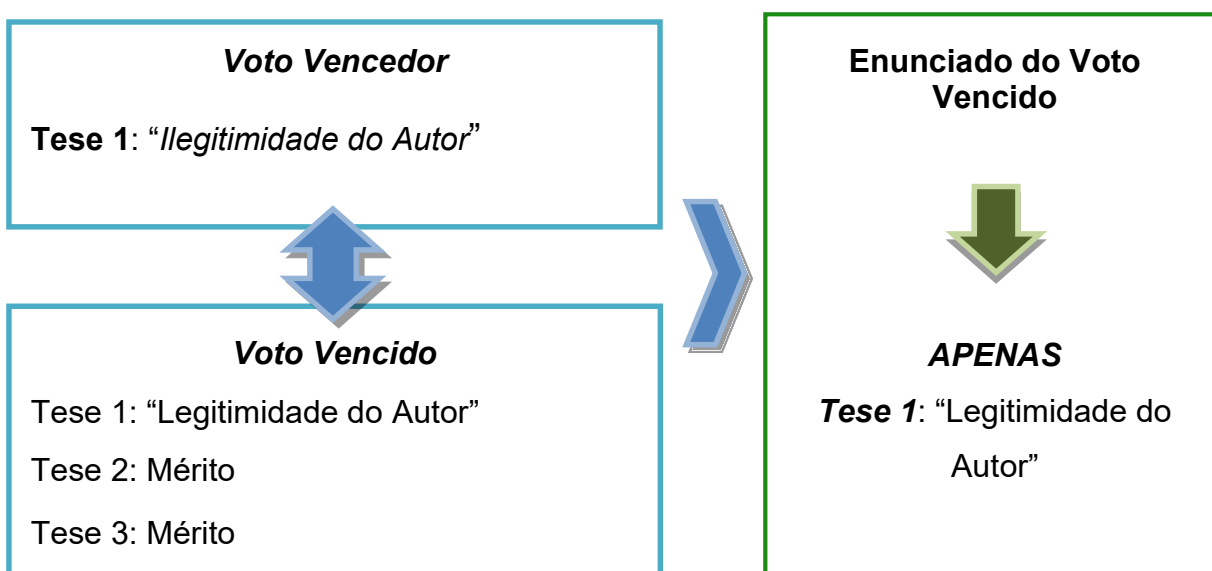 Voto Vencedor
Tese 1: “Ilegitimidade do Autor”
Voto Vencido
Tese 1: “Legitimidade do Autor”
Tese 2: Mérito
Tese 3: Mérito
Enunciado do Voto
Vencido
APENAS
Tese 1: “Legitimidade do
Autor”